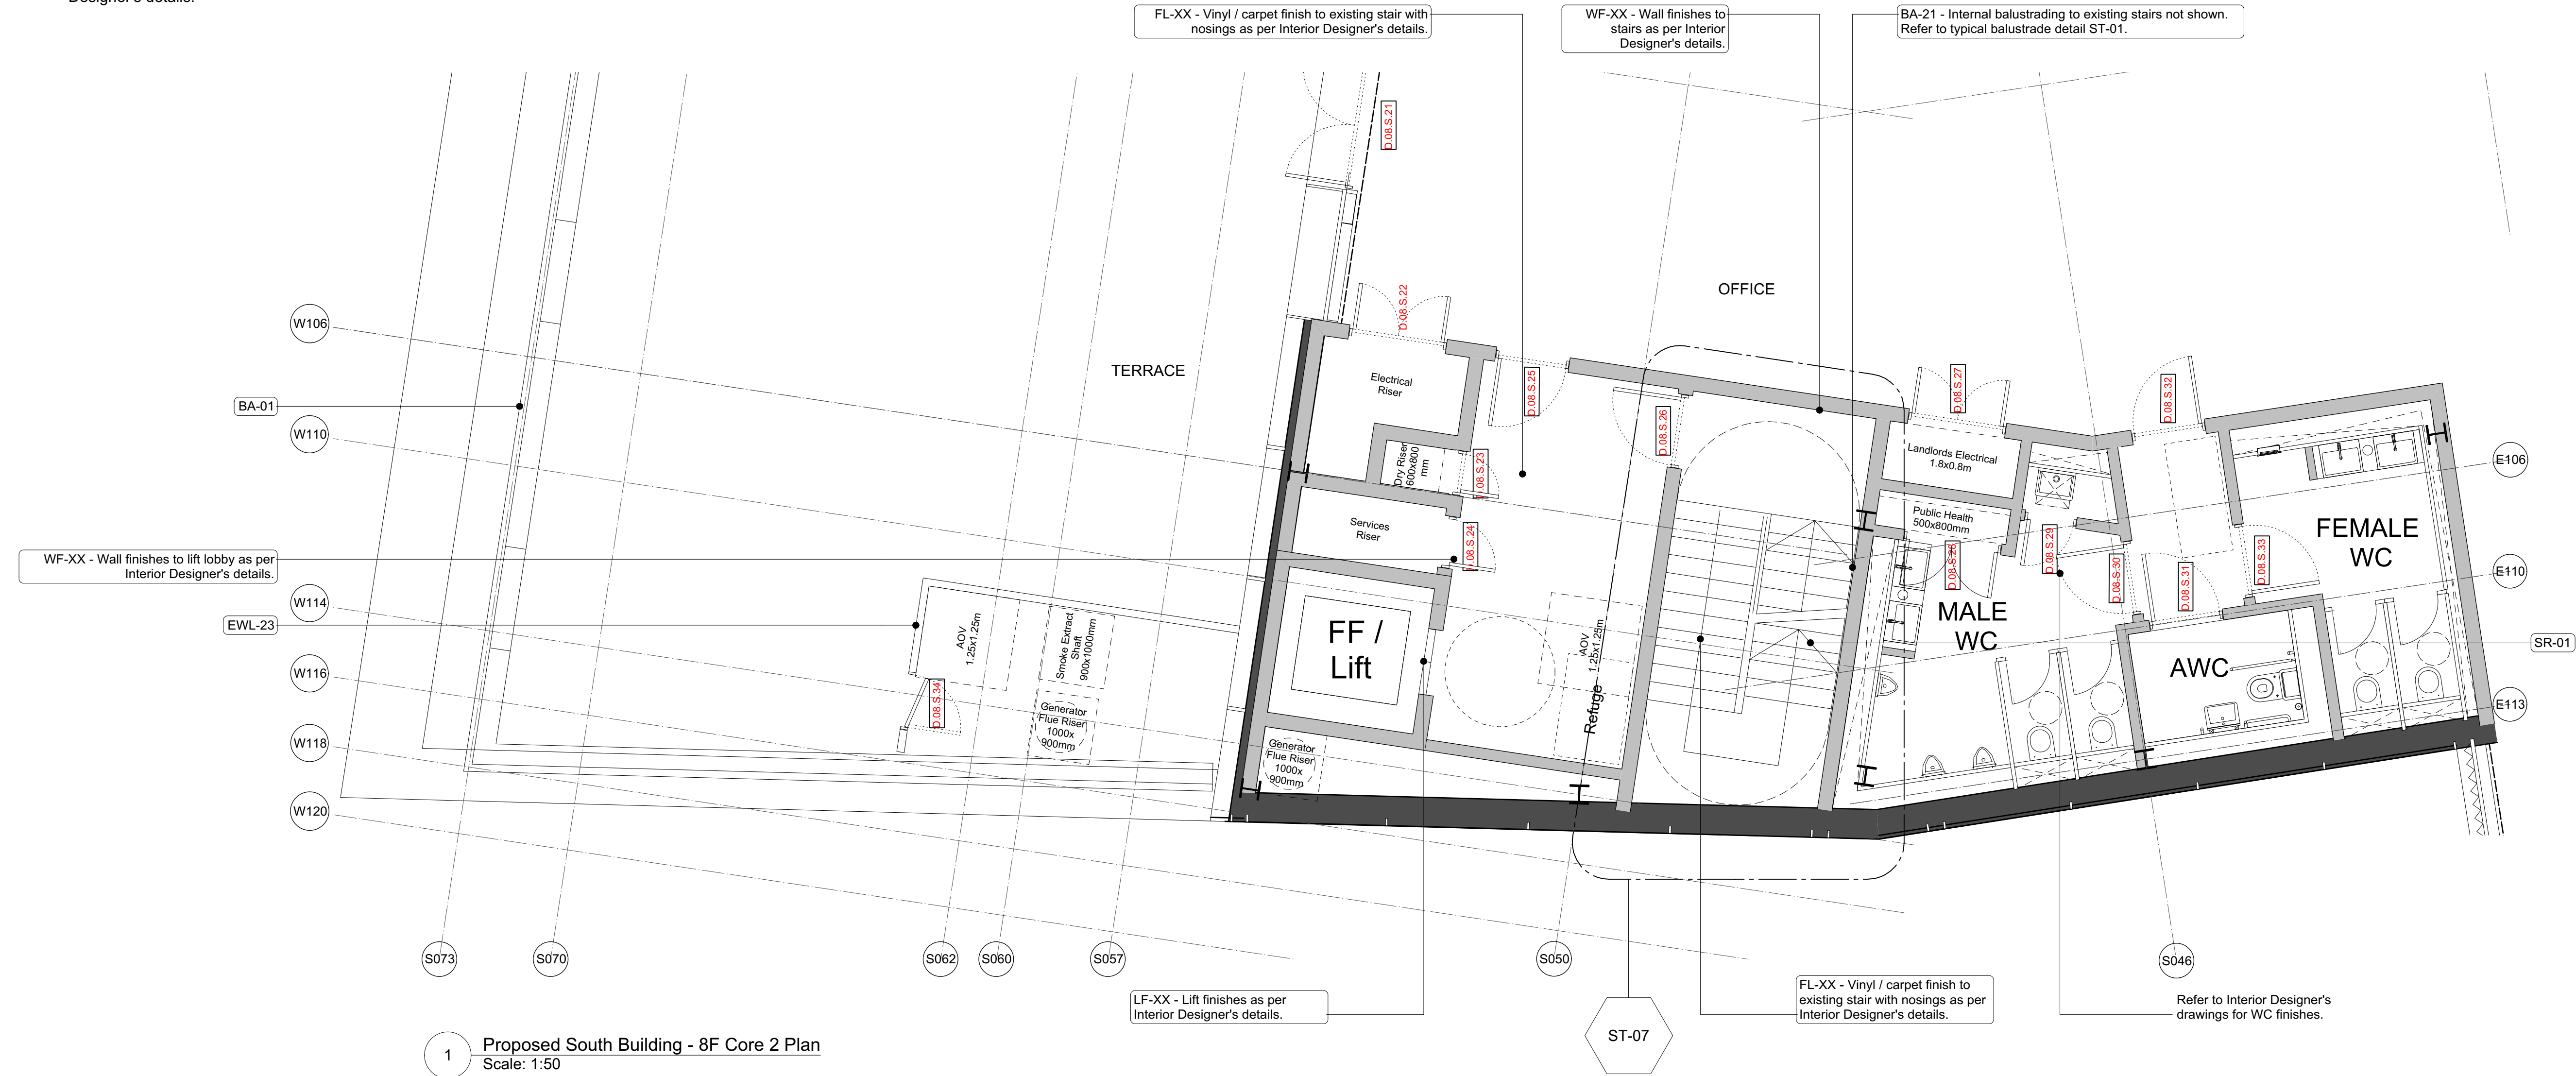 Designer's details.
FL-XX - Vinyl / carpet finish to existing stair with
nosings as per Interior Designer's details.
WF-XX - Wall finishes to
stairs as per Interior
Designer's details.
BA-21 - Internal balustrading to existing stairs not shown.
Refer to typical balustrade detail ST-01.
D.08.S.21
OFFICE
D.08.S.22
W106
TERRACE
Electrical
Riser
D.08.S.25
D.08.S.26
D.08.S.27
D.08.S.32
BA-01
W110
Dry Riser
600x800
mm
D.08.S.23
Landlords Electrical
1.8x0.8m
E106
Services
Riser
D.08.S.24
Public Health
500x800mm
D.08.S.28
D.08.S.29
D.08.S.30
D.08.S.31
D.08.S.33
FEMALE
WC
E110
WF-XX - Wall finishes to lift lobby as per
Interior Designer's details.
W114
EWL-23
AOV
1.25x1.25m
Smoke Extract
Shaft
900x1000mm
FF /
Lift
AOV
1.25x1.25m
MALE
WC
SR-01
AWC
W116
D.08.S.34
Generator
Flue Riser
1000x
900mm
Refuge
E113
W118
Generator
Flue Riser
1000x
900mm
W120
S073
S070
S062
S060
S057
S050
S046
LF-XX - Lift finishes as per
Interior Designer's details.
FL-XX - Vinyl / carpet finish to
existing stair with nosings as per
Interior Designer's details.
Refer to Interior Designer's
drawings for WC finishes.
ST-07
1
Proposed South Building - 8F Core 2 Plan
Scale: 1:50